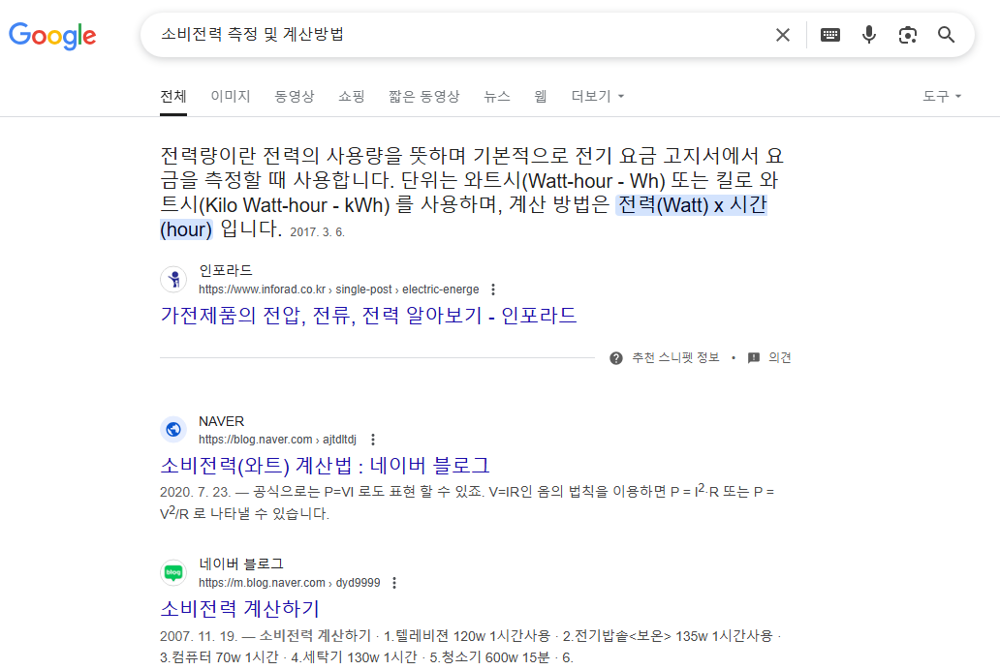 Google
소비전력 측정 및 계산방법
전체 이미지 동영상 쇼핑 짧은 동영상 뉴스 웹 더보기 도구
전력량이란 전력의 사용량을 뜻하며 기본적으로 전기 요금 고지서에서 요
금을 측정할 때 사용합니다. 단위는 와트시(Watt-hour - Wh) 또는 킬로 와
트시(Kilo Watt-hour - kWh) 를 사용하며, 계산 방법은 전력(Watt) x 시간
(hour) 입니다. 2017. 3. 6.
인포라드
https://www.inforad.co.kr › single-post › electric-energe
가전제품의 전압, 전류, 전력 알아보기 - 인포라드
추천 스니펫 정보 • 의견
NAVER
https://blog.naver.com › ajtdltdj
소비전력(와트) 계산법 : 네이버 블로그
2020. 7. 23. — 공식으로는 P=VI 로도 표현 할 수 있죠. V=IR인 옴의 법칙을 이용하면 P = I²·R 또는 P =
V²/R 로 나타낼 수 있습니다.
blog
네이버 블로그
https://m.blog.naver.com › dyd9999
소비전력 계산하기
2007. 11. 19. — 소비전력 계산하기 · 1.텔레비젼 120w 1시간사용 · 2.전기밥솥<보온> 135w 1시간사용 ·
3.컴퓨터 70w 1시간 · 4.세탁기 130w 1시간 · 5.청소기 600w 15분 · 6.